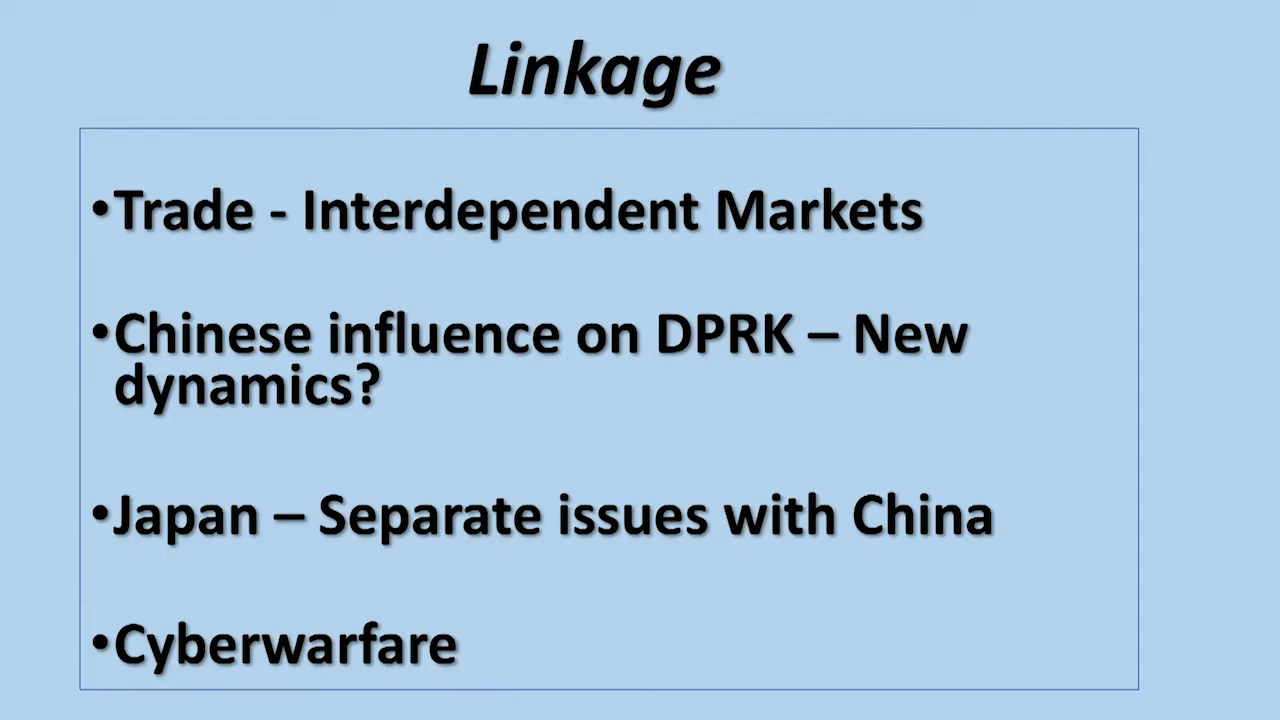 Linkage
•Trade - Interdependent Markets
•Chinese influence on DPRK – New
dynamics?
•Japan – Separate issues with China
•Cyberwarfare